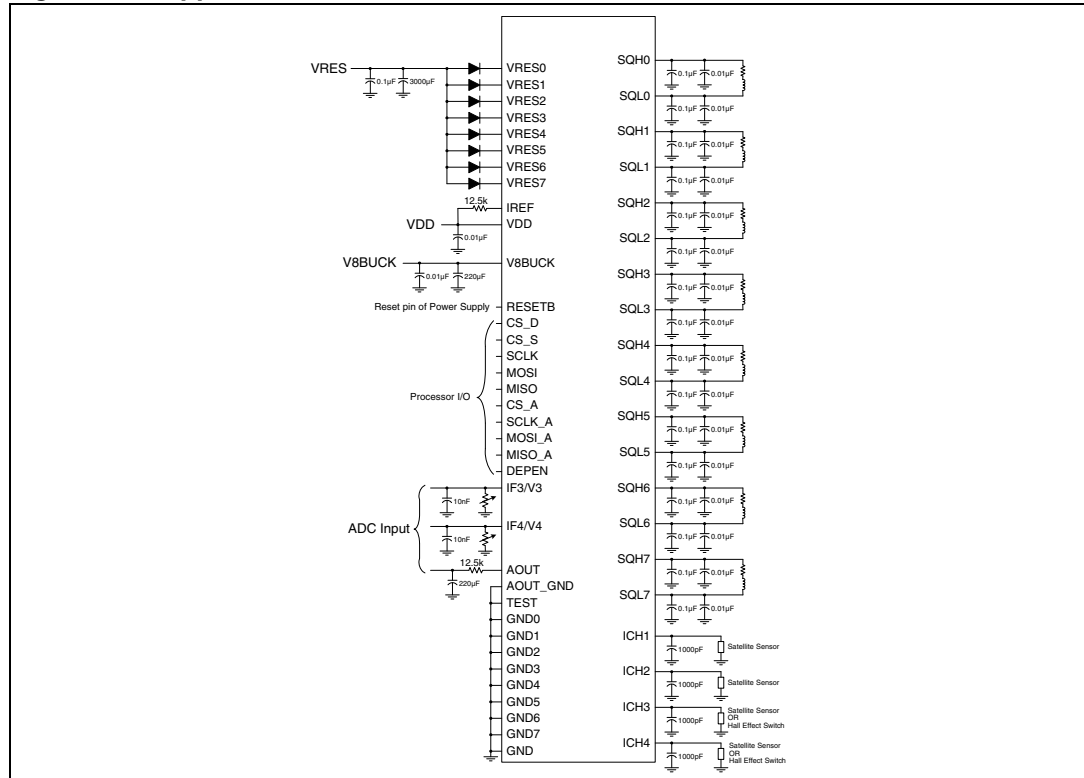 VRES
0.1µF
3000µF
VRES0
VRES1
VRES2
VRES3
VRES4
VRES5
VRES6
VRES7
12.5k
IREF
VDD
VDD
0.01µF
V8BUCK
V8BUCK
0.01µF
220µF
Reset pin of Power Supply
RESETB
Processor I/O
CS_D
CS_S
SCLK
MOSI
MISO
CS_A
SCLK_A
MOSI_A
MISO_A
DEPEN
ADC Input
IF3/V3
10nF
IF4/V4
10nF
12.5k
AOUT
220µF
AOUT_GND
TEST
GND0
GND1
GND2
GND3
GND4
GND5
GND6
GND7
GND
SQH0
0.1µF 0.01µF
SQL0
0.1µF 0.01µF
SQH1
0.1µF 0.01µF
SQL1
0.1µF 0.01µF
SQH2
0.1µF 0.01µF
SQL2
0.1µF 0.01µF
SQH3
0.1µF 0.01µF
SQL3
0.1µF 0.01µF
SQH4
0.1µF 0.01µF
SQL4
0.1µF 0.01µF
SQH5
0.1µF 0.01µF
SQL5
0.1µF 0.01µF
SQH6
0.1µF 0.01µF
SQL6
0.1µF 0.01µF
SQH7
0.1µF 0.01µF
SQL7
0.1µF 0.01µF
ICH1
1000pF
Satellite Sensor
ICH2
1000pF
Satellite Sensor
ICH3
1000pF
Satellite Sensor
OR
Hall Effect Switch
ICH4
1000pF
Satellite Sensor
OR
Hall Effect Switch